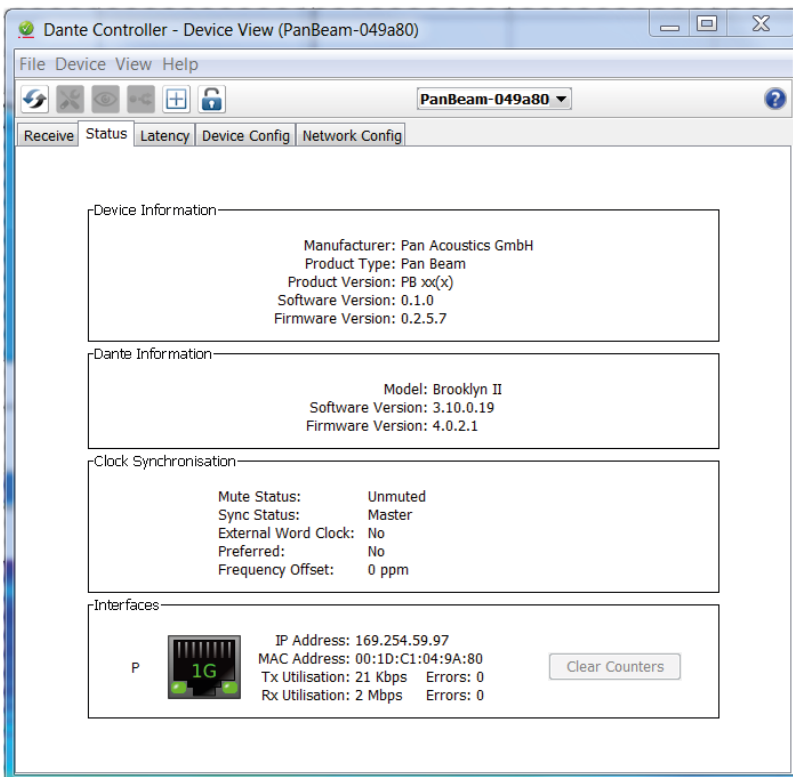 Dante Controller - Device View (PanBeam-049a80)
File Device View Help
PanBeam-049a80
Receive Status Latency Device Config Network Config
Device Information
Manufacturer: Pan Acoustics GmbH
Product Type: Pan Beam
Product Version: PB xx(x)
Software Version: 0.1.0
Firmware Version: 0.2.5.7
Dante Information
Model: Brooklyn II
Software Version: 3.10.0.19
Firmware Version: 4.0.2.1
Clock Synchronisation
Mute Status: Unmuted
Sync Status: Master
External Word Clock: No
Preferred: No
Frequency Offset: 0 ppm
Interfaces
P
1G
IP Address: 169.254.59.97
MAC Address: 00:1D:C1:04:9A:80
Tx Utilisation: 21 Kbps Errors: 0
Rx Utilisation: 2 Mbps Errors: 0
Clear Counters